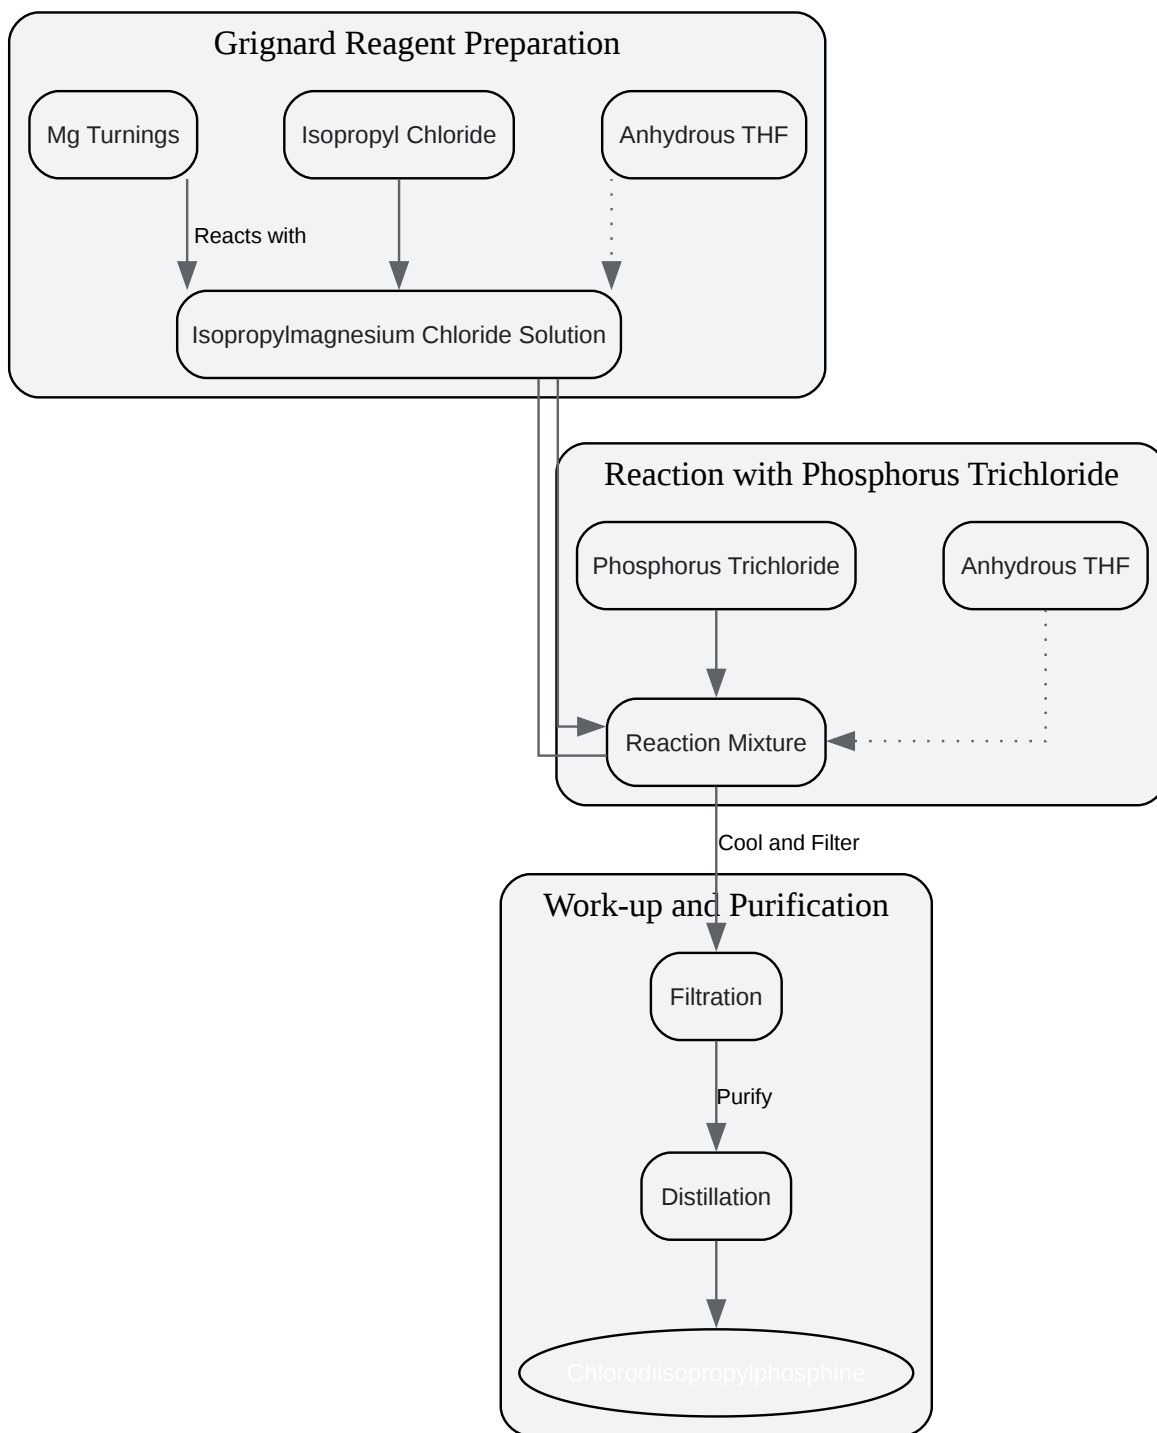 Grignard Reagent Preparation
Mg Turnings
Isopropyl Chloride
Anhydrous THF
Reacts with
Isopropylmagnesium Chloride Solution
Reaction with Phosphorus Trichloride
Phosphorus Trichloride
Anhydrous THF
Reaction Mixture
Cool and Filter
Work-up and Purification
Filtration
Purify
Distillation
Chlorodiisopropylphosphine